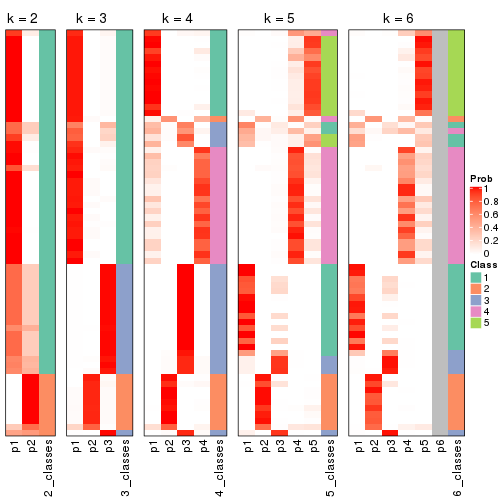 k = 2 k = 3 k = 4 k = 5 k = 6
Prob
1
0.8
0.6
0.4
0.2
0
Class
1
2
3
4
5
p1 p2 2_classes p1 p2 p3 3_classes p1 p2 p3 p4 4_classes p1 p2 p3 p4 p5 5_classes p1 p2 p3 p4 p5 p6 6_classes